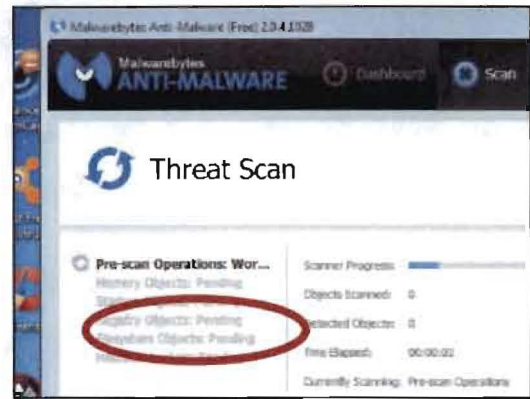 Malwarebytes Anti-Malware (Free) 2.0.4.1028
Malwarebytes
ANTI-MALWARE
Dashboard
Scan
Threat Scan
Pre-scan Operations: Wor...
Memory Objects: Pending
Objects: Pending
Registry Objects: Pending
Filesystem Objects: Pending
Scanner Progress:
Objects Scanned: 0
Detected Objects: 0
Time Elapsed: 00:00:02
Currently Scanning: Pre-scan Operations